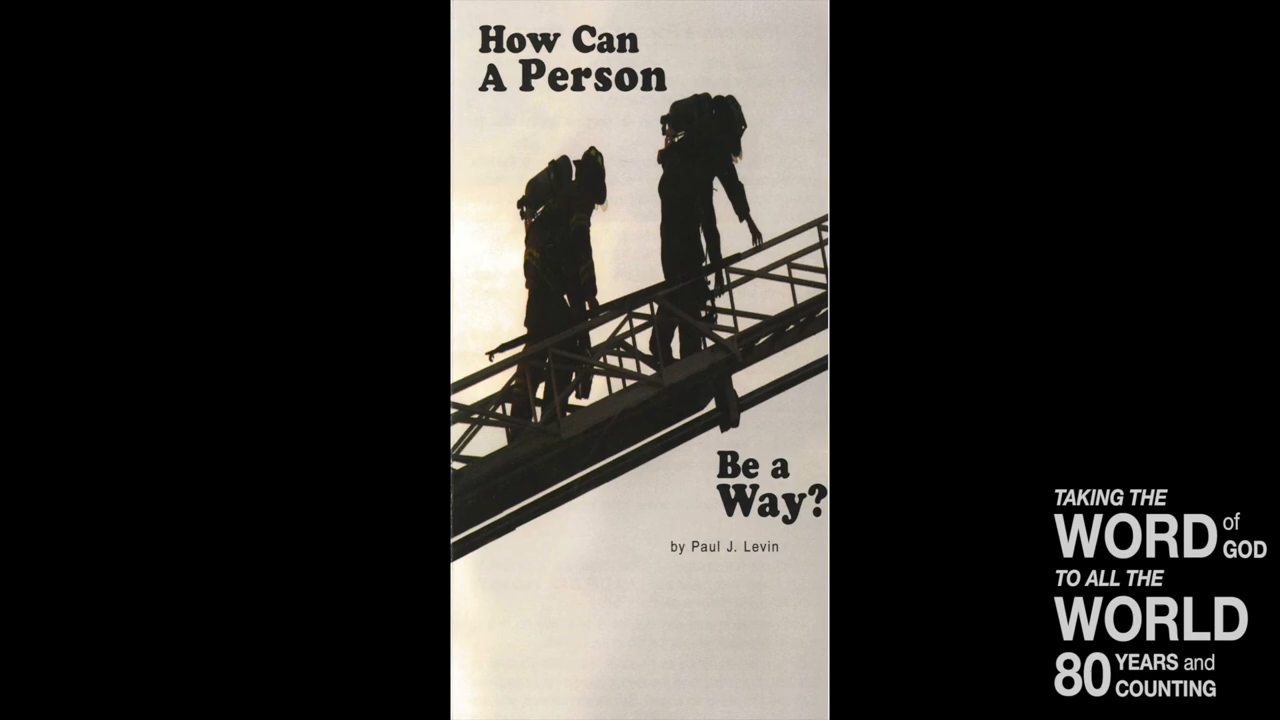 How Can
A Person
Be a
Way?
by Paul J. Levin
TAKING THE
WORD of
GOD
TO ALL THE
WORLD
80 YEARS and
COUNTING